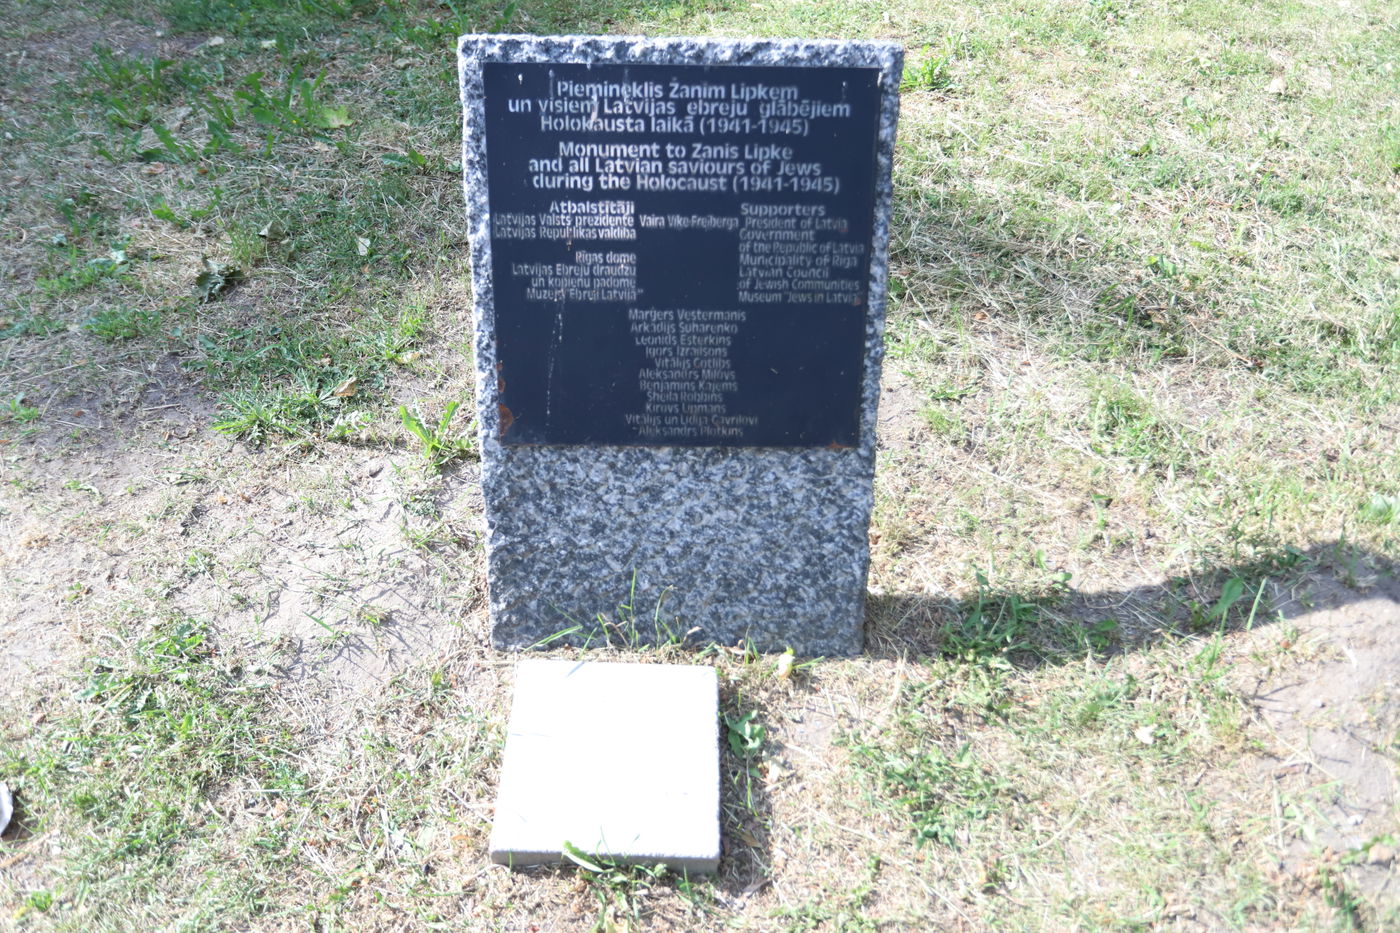 Piemineklis Žanim Lipkem
un visiem Latvijas ebreju glābējiem
Holokausta laikā (1941-1945)
Monument to Zanis Lipke
and all Latvian saviours of Jews
during the Holocaust (1941-1945)
Atbalstītāji Supporters
Latvijas Valsts prezidente Vaira Vīķe-Freiberga President of Latvia
Latvijas Republikas valdība Government
of the Republic of Latvia
Rīgas dome Municipality of Riga
Latvijas Ebreju draudžu Latvian Council
un kopienu padome of Jewish Communities
Muzejs "Ebreji Latvijā" Museum "Jews in Latvia"
Marģers Vestermanis
Arkādijs Suharenko
Leonīds Esterkins
Igors Izrailsons
Vitālijs Gotlibs
Aleksandrs Milovs
Benjamins Kajems
Sheila Robbins
Kirovs Lipmans
Vitālijs un Lidija Gavrilovi
Aleksandrs Plotkins